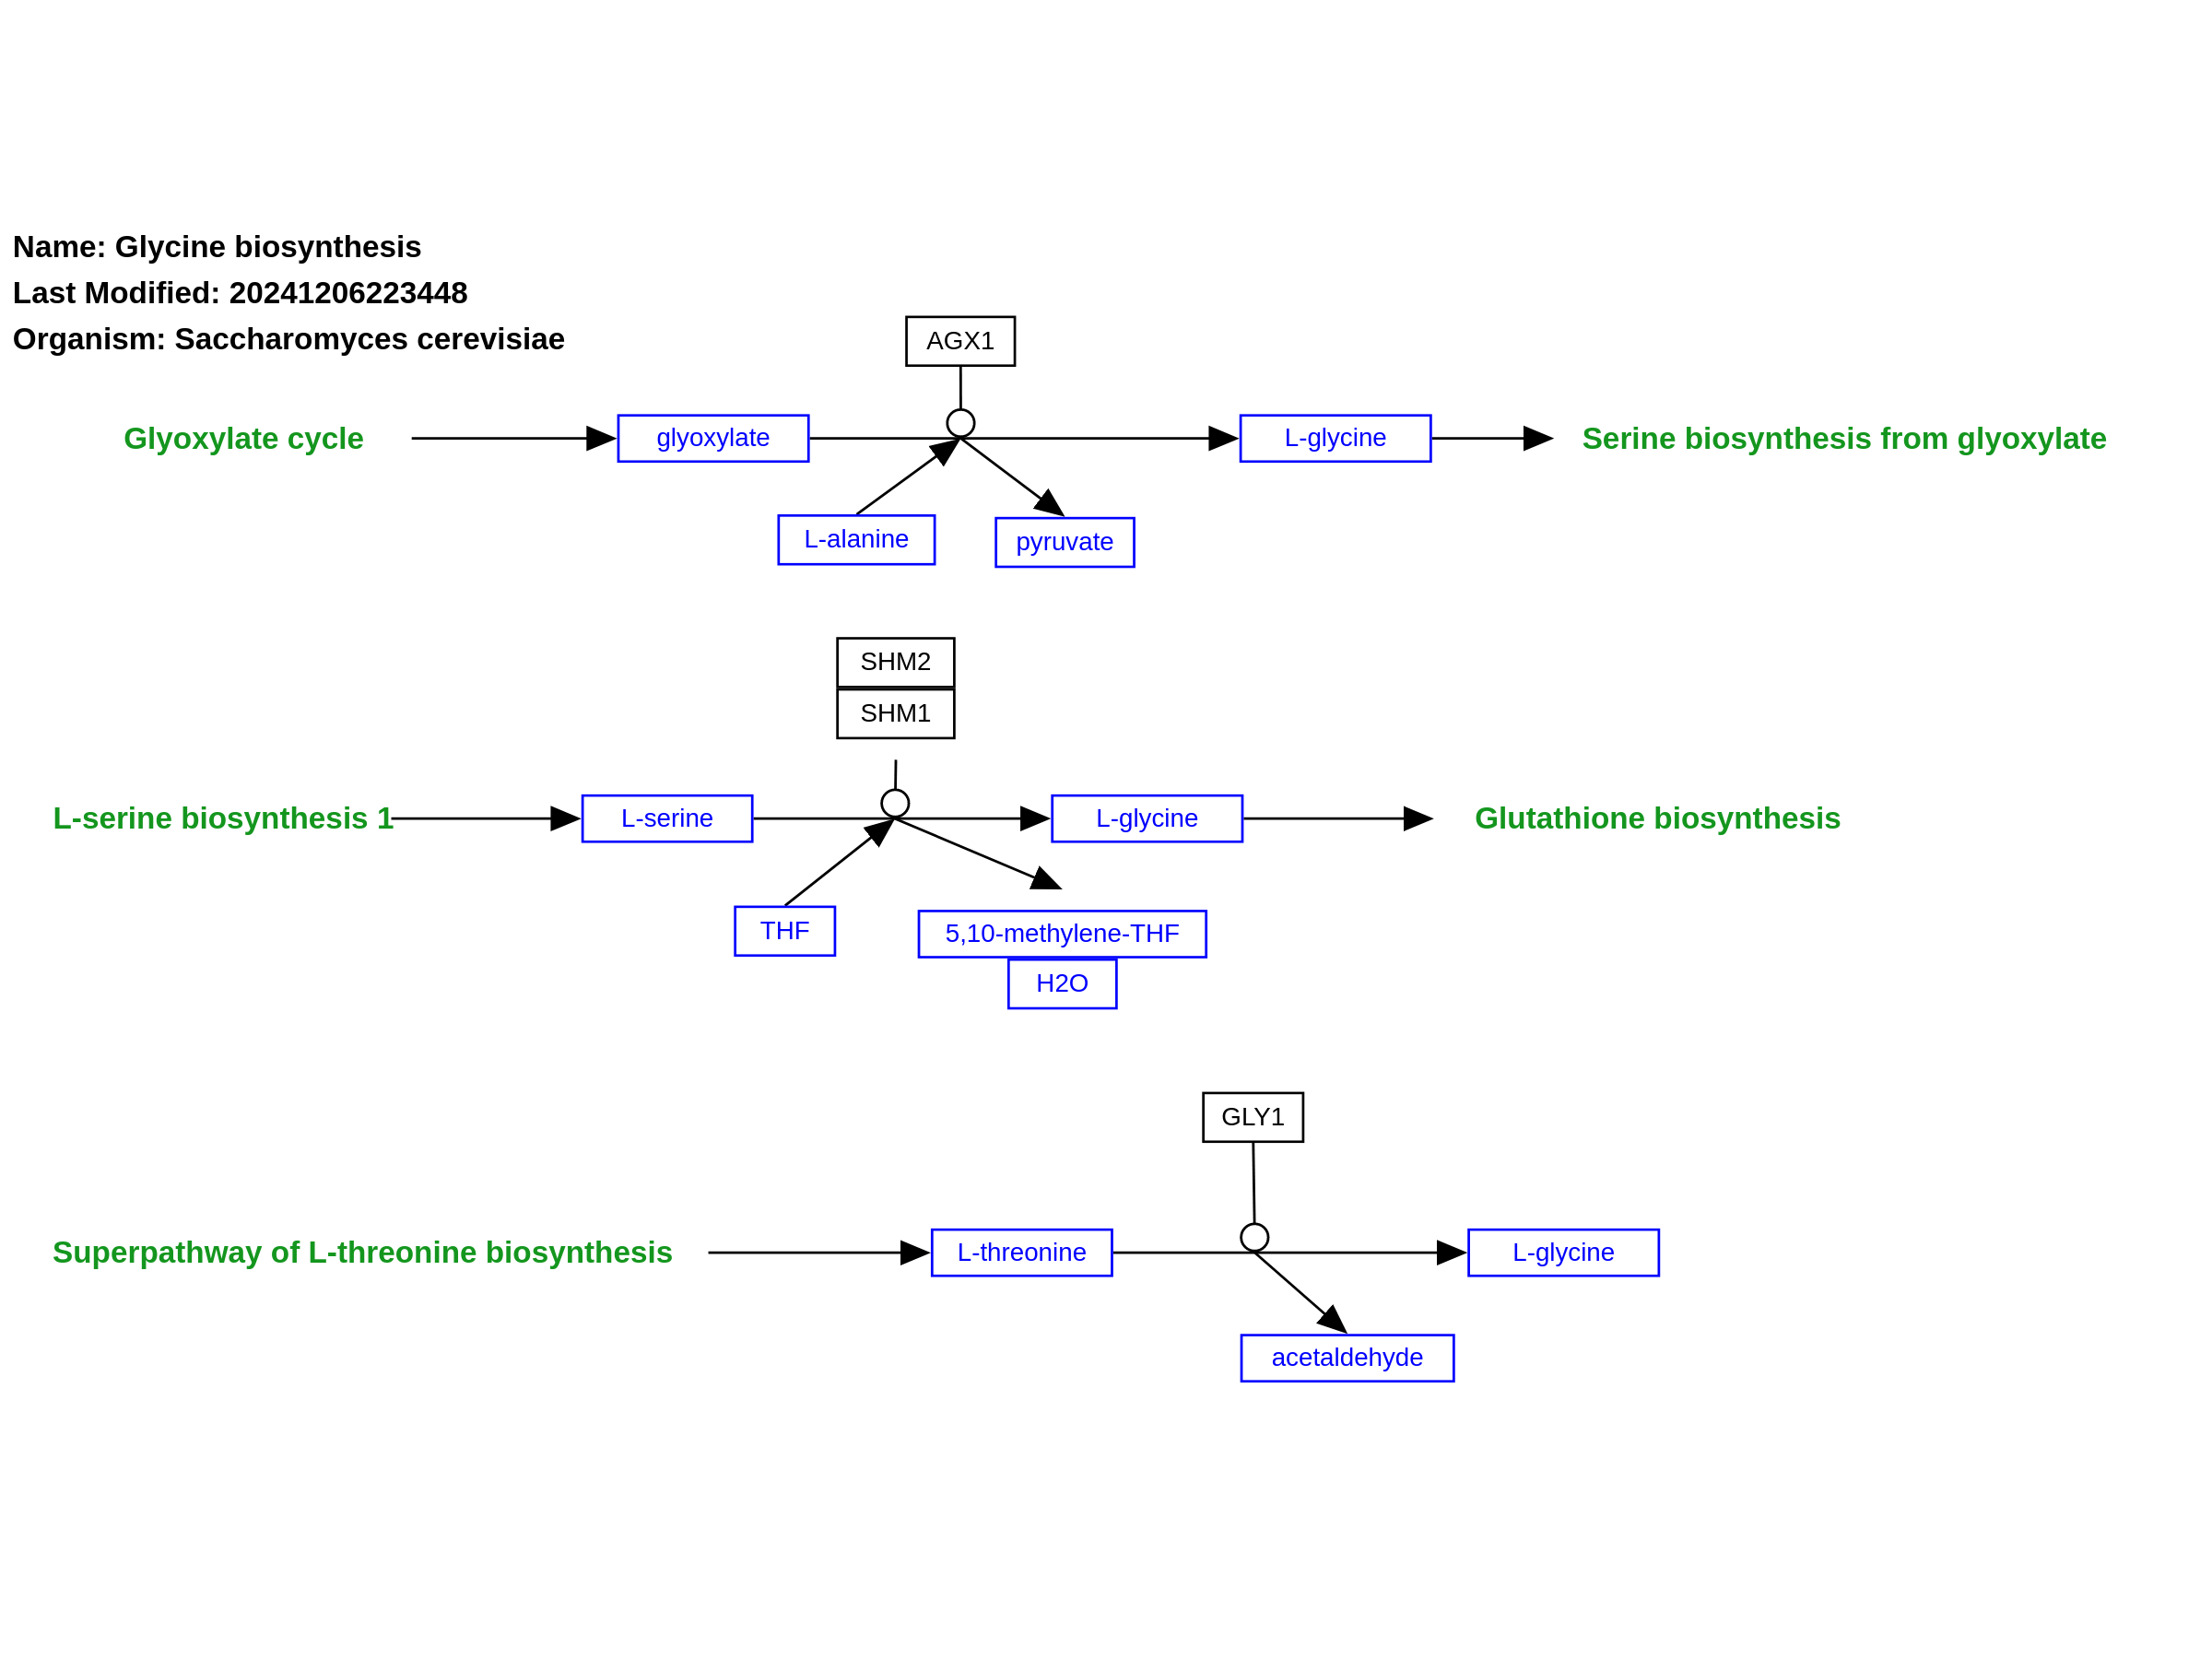 Name: Glycine biosynthesis
Last Modified: 20241206223448
Organism: Saccharomyces cerevisiae
AGX1
Glyoxylate cycle
glyoxylate
L-glycine
Serine biosynthesis from glyoxylate
L-alanine
pyruvate
SHM2
SHM1
L-serine biosynthesis 1
L-serine
L-glycine
Glutathione biosynthesis
THF
5,10-methylene-THF
H2O
GLY1
Superpathway of L-threonine biosynthesis
L-threonine
L-glycine
acetaldehyde